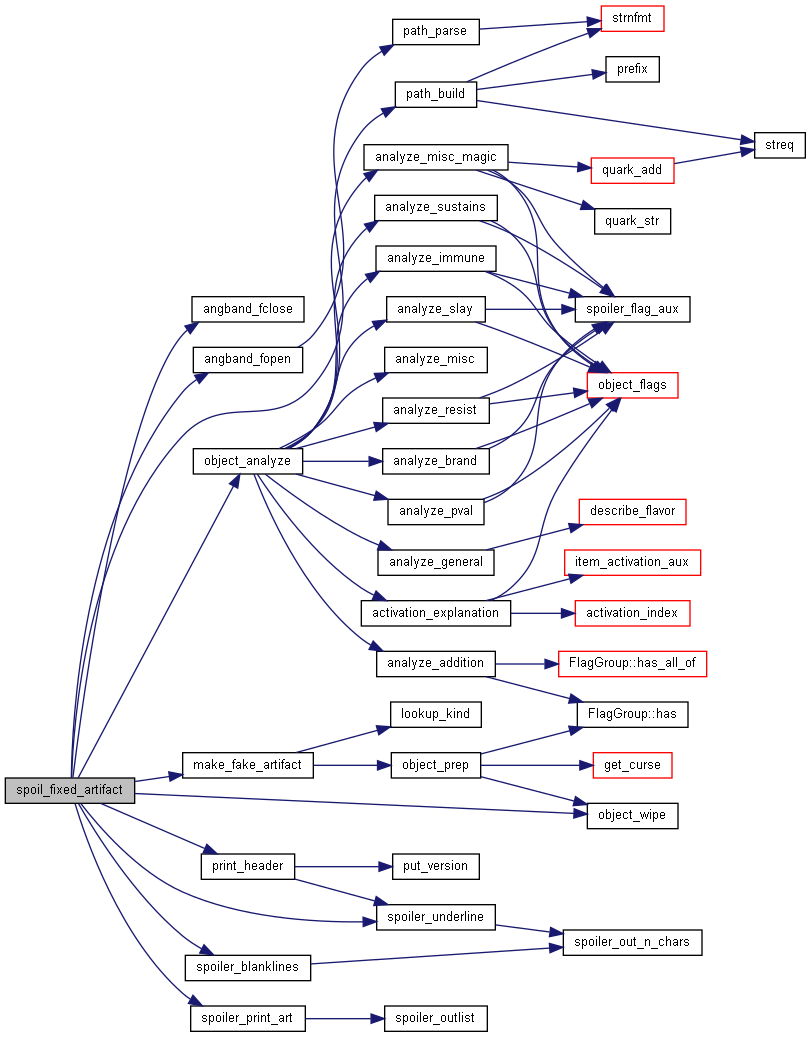 path_parse
strnfmt
path_build
prefix
streq
analyze_misc_magic
quark_add
analyze_sustains
quark_str
analyze_immune
angband_fclose
analyze_slay
spoiler_flag_aux
angband_fopen
analyze_misc
object_flags
analyze_resist
object_analyze
analyze_brand
analyze_pval
describe_flavor
analyze_general
item_activation_aux
activation_explanation
activation_index
analyze_addition
FlagGroup::has_all_of
lookup_kind
FlagGroup::has
make_fake_artifact
object_prep
get_curse
spoil_fixed_artifact
object_wipe
print_header
put_version
spoiler_underline
spoiler_out_n_chars
spoiler_blanklines
spoiler_print_art
spoiler_outlist